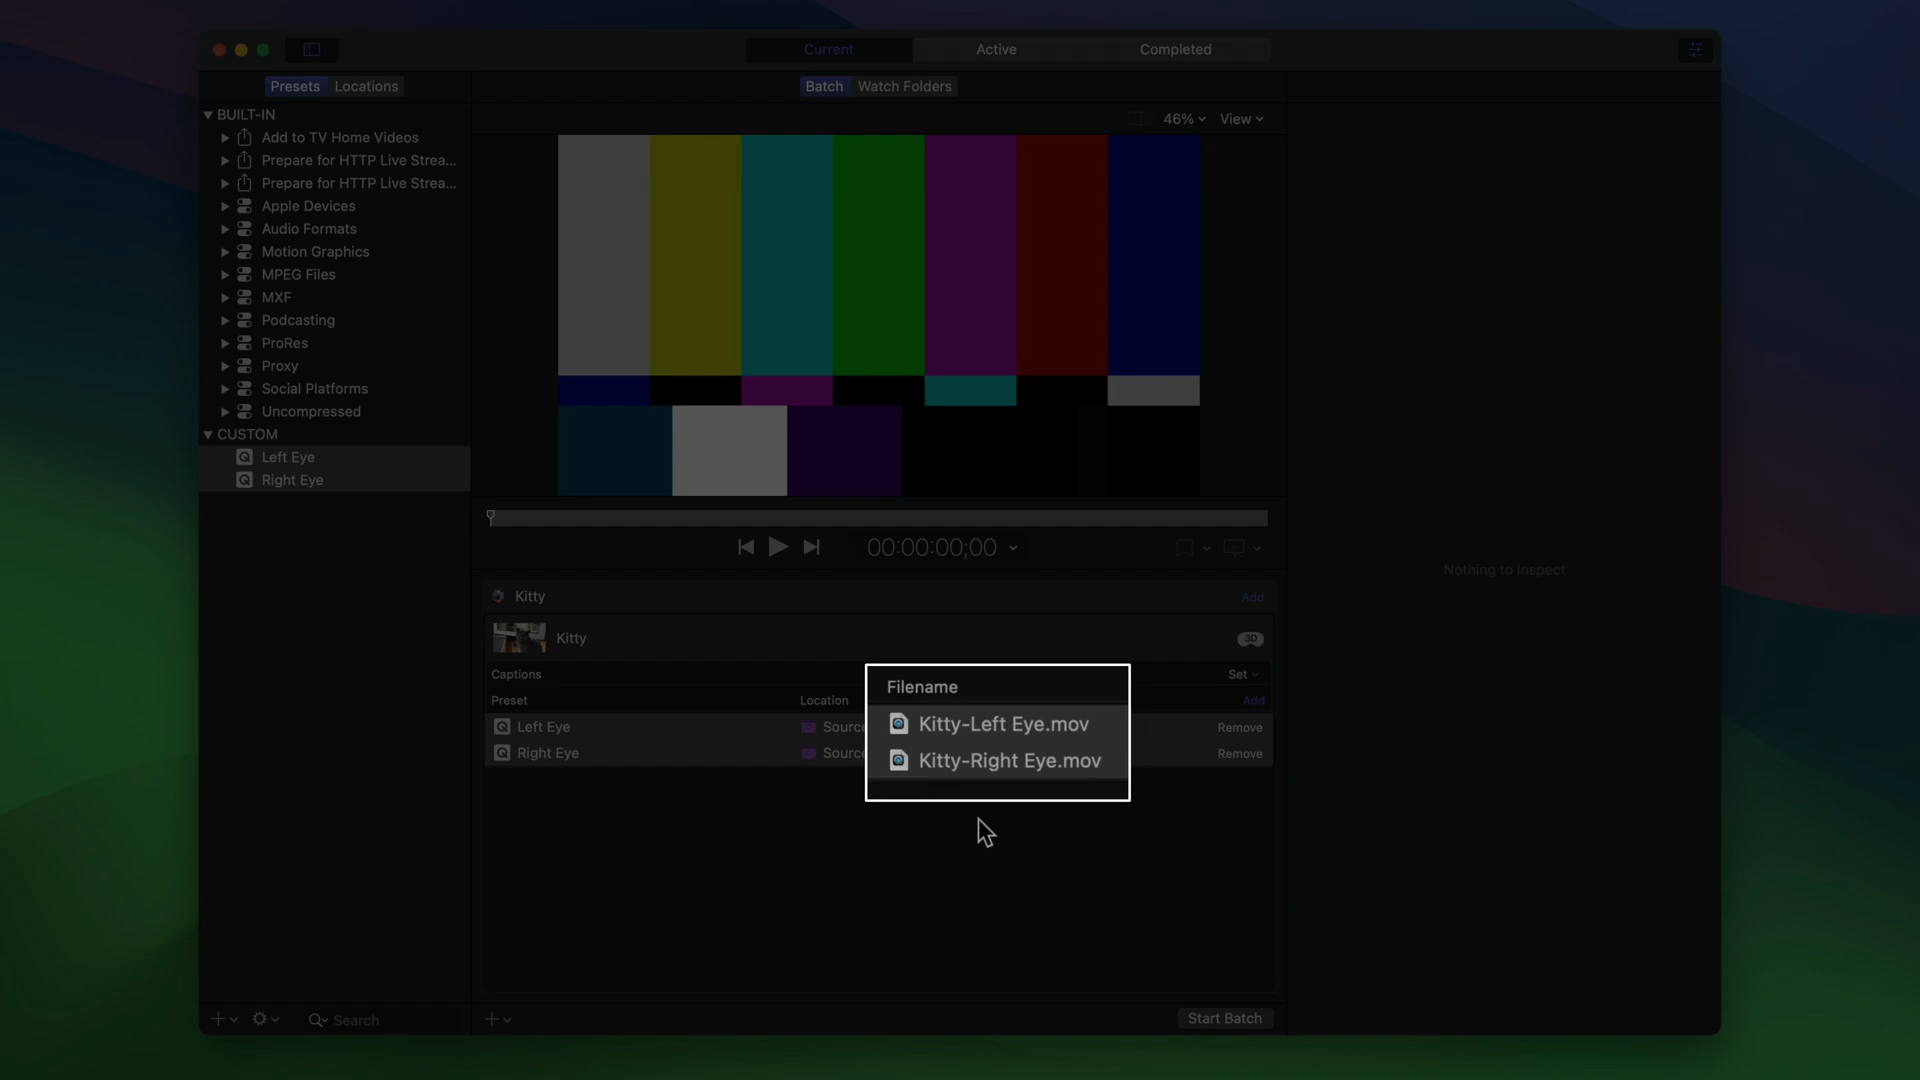 Current Active Completed
Presets Locations
Batch Watch Folders
BUILT-IN
46% View
Add to TV Home Videos
Prepare for HTTP Live Strea...
Prepare for HTTP Live Strea...
Apple Devices
Audio Formats
Motion Graphics
MPEG Files
MXF
Podcasting
ProRes
Proxy
Social Platforms
Uncompressed
CUSTOM
Left Eye
Right Eye
00:00:00;00
Nothing to inspect
Kitty Add
Kitty 3D
Captions Set
Preset Location Filename Add
Left Eye Sourc Kitty-Left Eye.mov Remove
Right Eye Sourc Kitty-Right Eye.mov Remove
Search
Start Batch